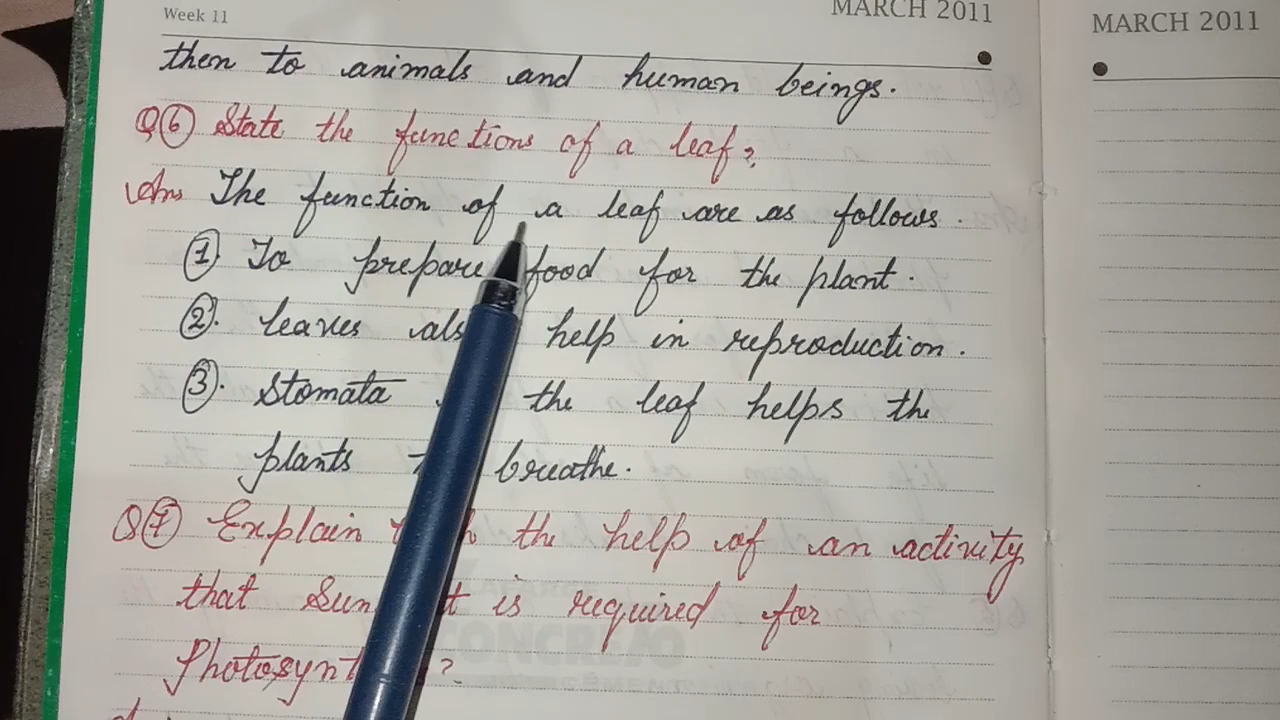 Week 11
MARCH 2011
MARCH 2011
then to animals and human beings.
Q6 State the functions of a leaf?
Ans The function of a leaf are as follows.
1 To prepare food for the plant.
2. leaves als help in reproduction.
3. Stomata the leaf helps the
plants breathe.
Q7 Explain the help of an activity
that Sun t is required for
Photosynt ?